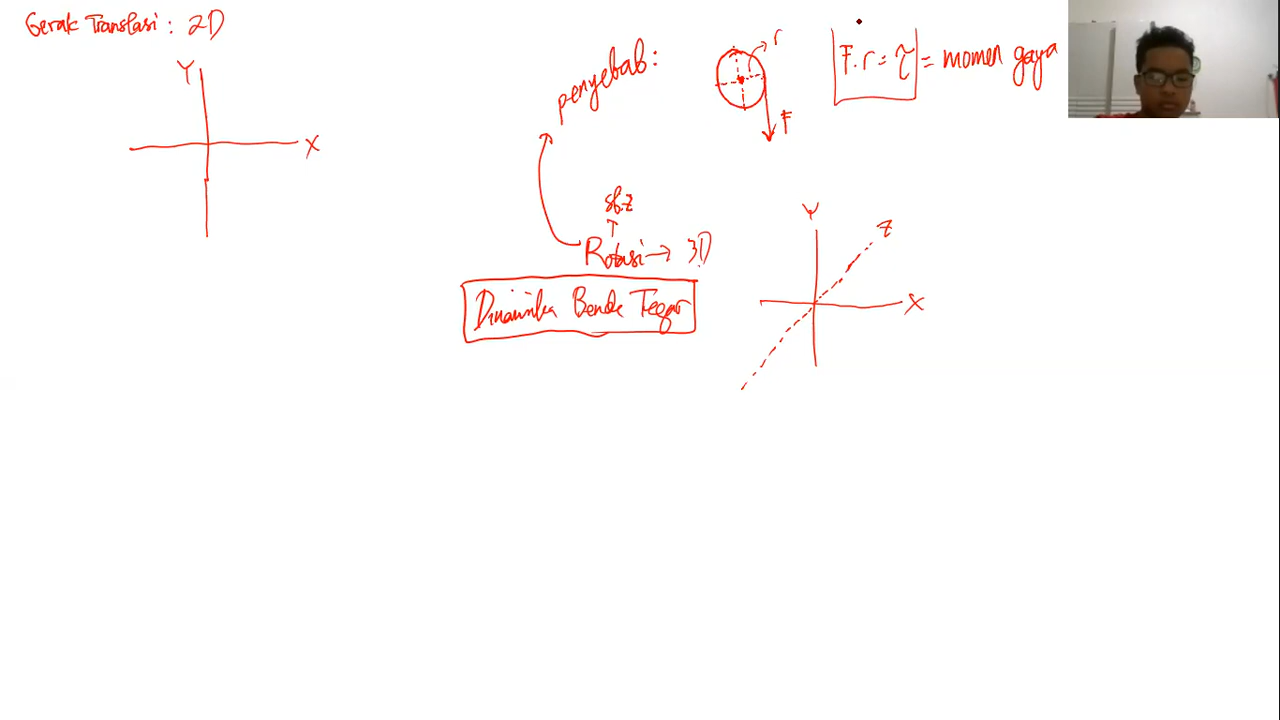 Gerak Translasi : 2D
Y
X
penyebab :
r
F
F. r = τ = momen gaya
sb.z
Rotasi → 3D
Dinamika Benda Tegar
Y
Z
X